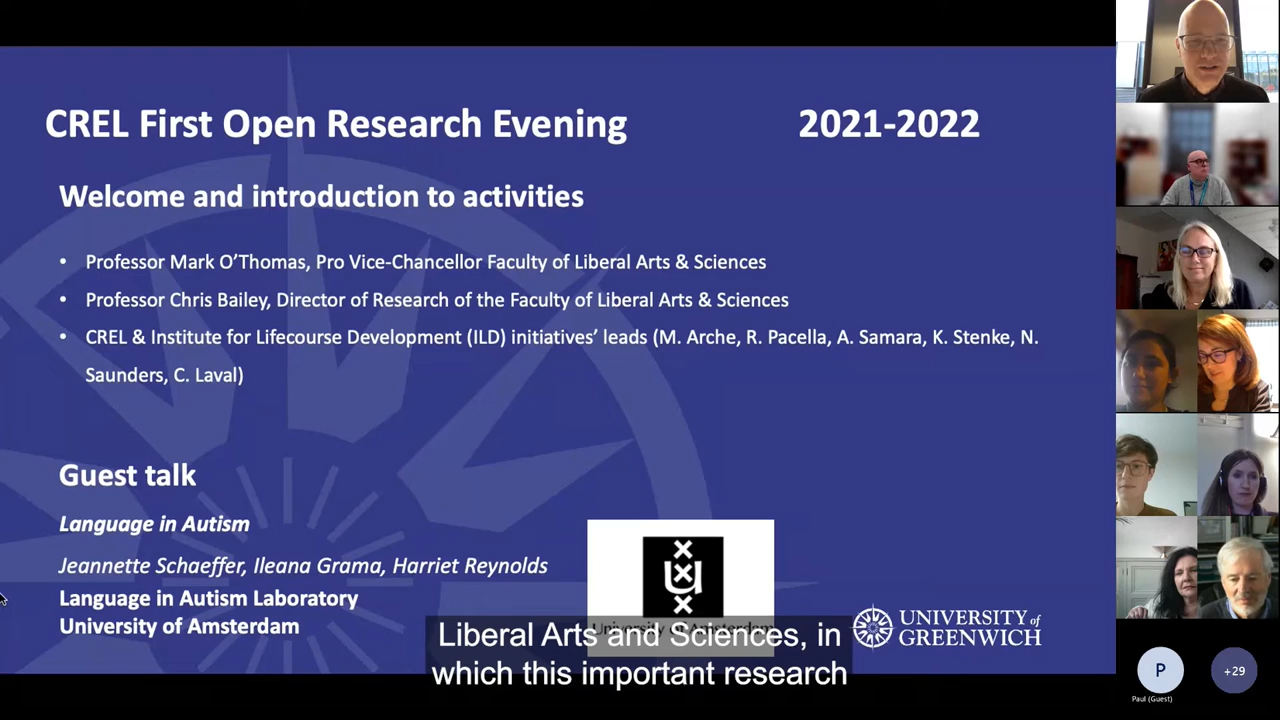 CREL First Open Research Evening 2021-2022
Welcome and introduction to activities
• Professor Mark O'Thomas, Pro Vice-Chancellor Faculty of Liberal Arts & Sciences
• Professor Chris Bailey, Director of Research of the Faculty of Liberal Arts & Sciences
• CREL & Institute for Lifecourse Development (ILD) initiatives' leads (M. Arche, R. Pacella, A. Samara, K. Stenke, N.
Saunders, C. Laval)
Guest talk
Language in Autism
Jeannette Schaeffer, Ileana Grama, Harriet Reynolds
Language in Autism Laboratory
University of Amsterdam
University of Amsterdam
UNIVERSITY of
GREENWICH
Liberal Arts and Sciences, in
which this important research
P
+29
Paul (Guest)